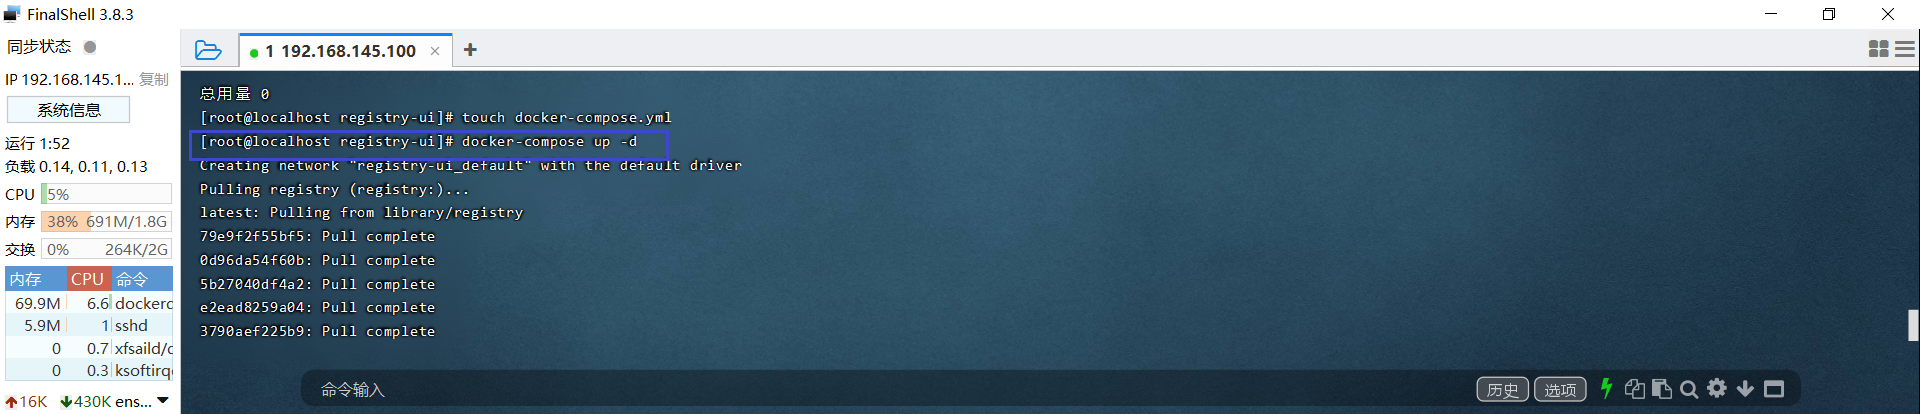 FinalShell 3.8.3
同步状态
IP 192.168.145.1... 复制
系统信息
运行 1:52
负载 0.14, 0.11, 0.13
CPU 5%
内存 38% 691M/1.8G
交换 0% 264K/2G
内存 CPU 命令
69.9M 6.6 dockerd
5.9M 1 sshd
0 0.7 xfsaild/d
0 0.3 ksoftirqd
16K 430K ens...
1 192.168.145.100
总用量 0
[root@localhost registry-ui]# touch docker-compose.yml
[root@localhost registry-ui]# docker-compose up -d
Creating network "registry-ui_default" with the default driver
Pulling registry (registry:)...
latest: Pulling from library/registry
79e9f2f55bf5: Pull complete
0d96da54f60b: Pull complete
5b27040df4a2: Pull complete
e2ead8259a04: Pull complete
3790aef225b9: Pull complete
命令输入
历史 选项